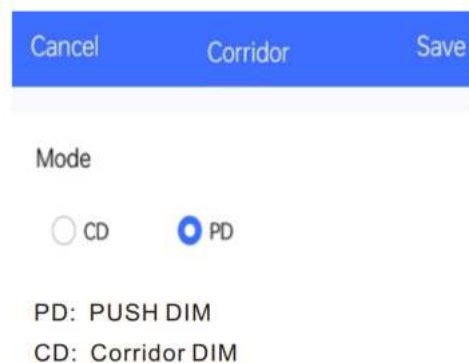 Cancel Corridor Save
Mode
CD PD
PD: PUSH DIM
CD: Corridor DIM